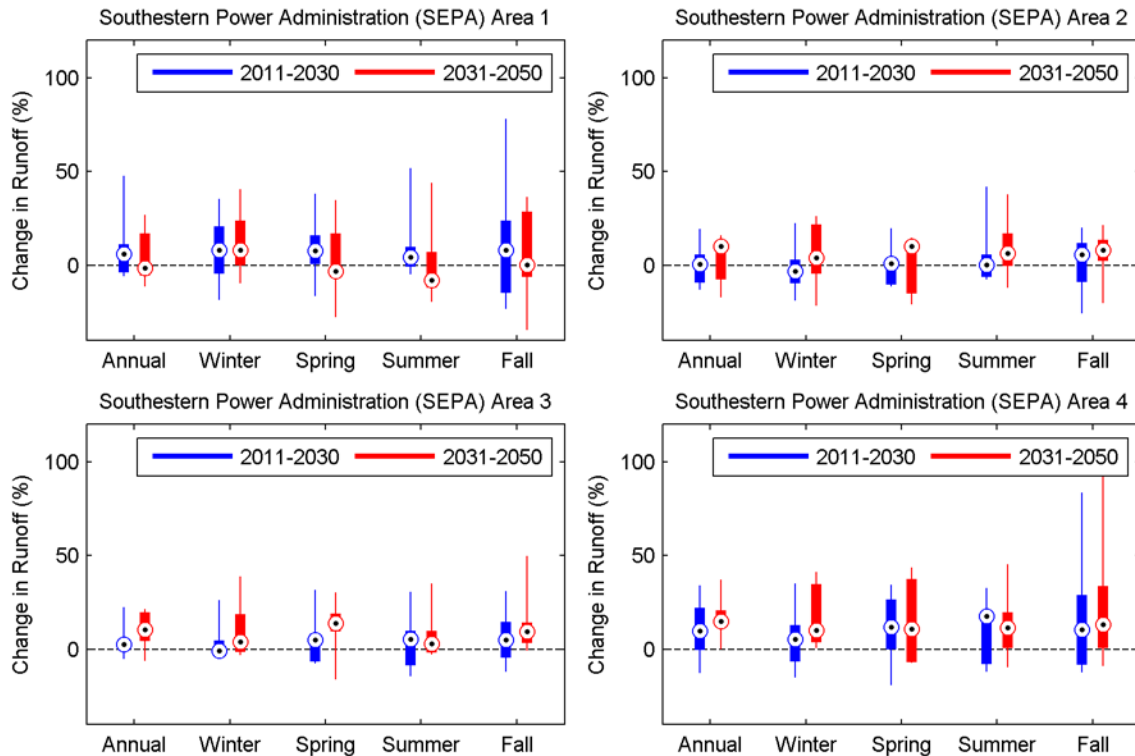 Southestern Power Administration (SEPA) Area 1
Change in Runoff (%)
100
50
0
2011-2030 2031-2050
Annual Winter Spring Summer Fall
Southestern Power Administration (SEPA) Area 2
Change in Runoff (%)
100
50
0
2011-2030 2031-2050
Annual Winter Spring Summer Fall
Southestern Power Administration (SEPA) Area 3
Change in Runoff (%)
100
50
0
2011-2030 2031-2050
Annual Winter Spring Summer Fall
Southestern Power Administration (SEPA) Area 4
Change in Runoff (%)
100
50
0
2011-2030 2031-2050
Annual Winter Spring Summer Fall